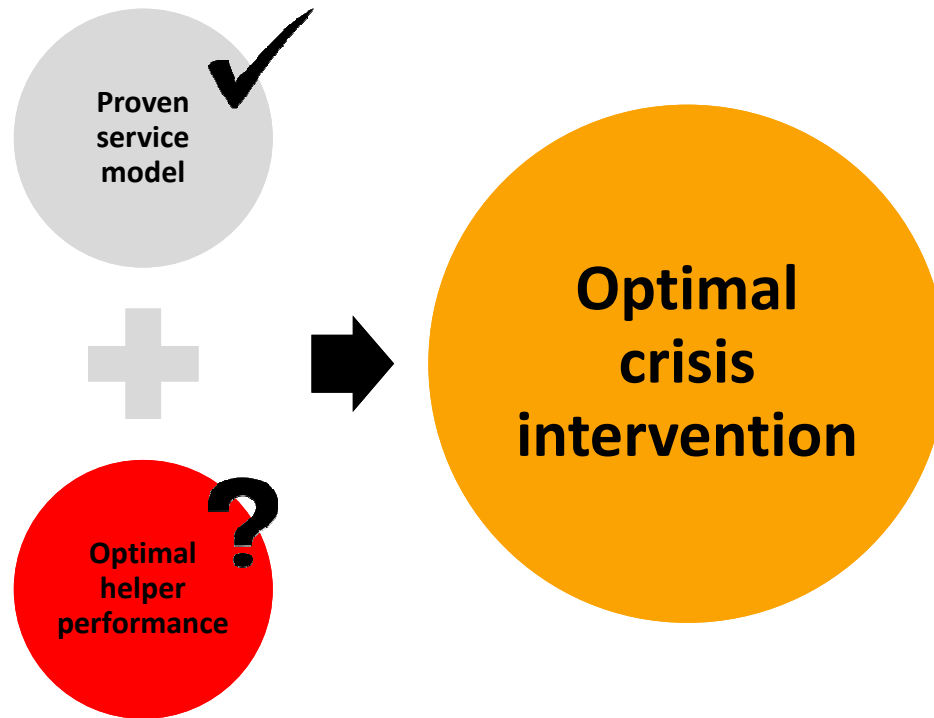 Proven
service
model
Optimal
helper
performance
?
Optimal
crisis
intervention